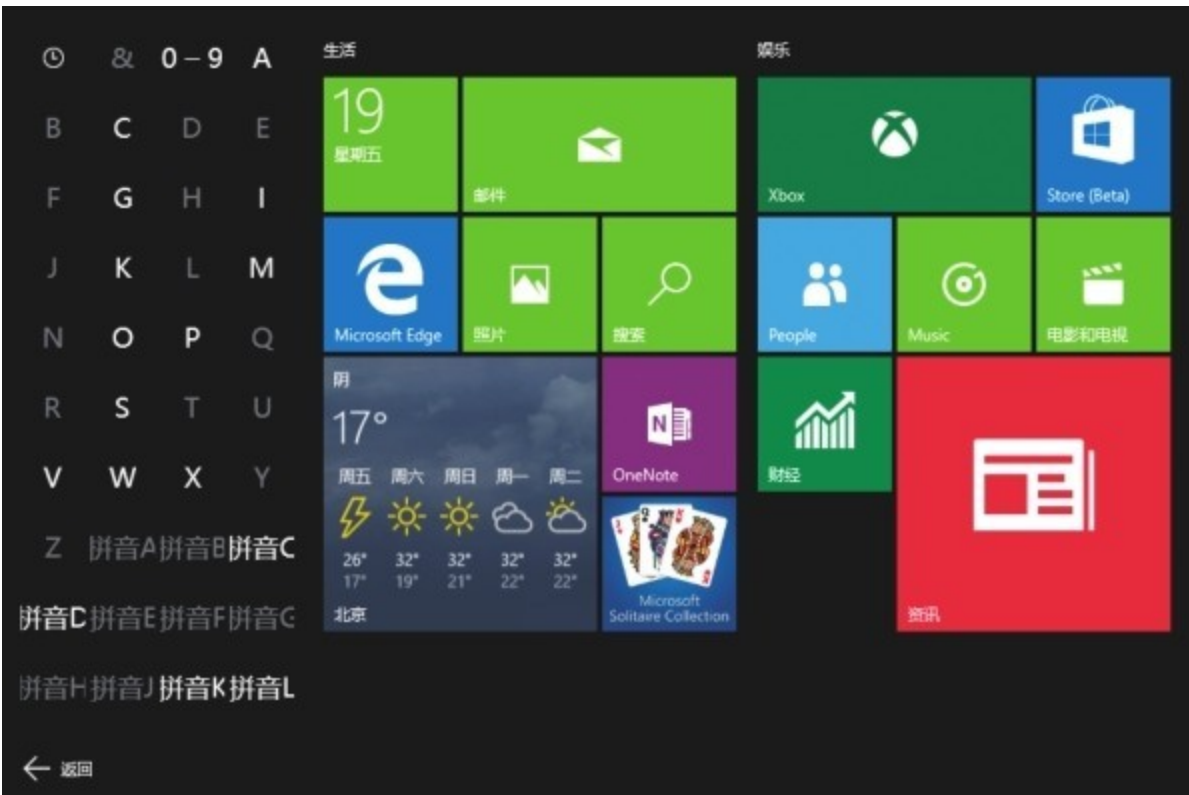 & 0–9 A
B C D E
F G H I
J K L M
N O P Q
R S T U
V W X Y
Z 拼音A 拼音B 拼音C
拼音D 拼音E 拼音F 拼音G
拼音H 拼音J 拼音K 拼音L
返回
生活
19
星期五
邮件
Microsoft Edge
照片
搜索
阴
17°
周五 周六 周日 周一 周二
26° 32° 32° 32° 32°
17° 19° 21° 22° 22°
北京
OneNote
Microsoft
Solitaire Collection
娱乐
Xbox
Store (Beta)
People
Music
电影和电视
财经
资讯